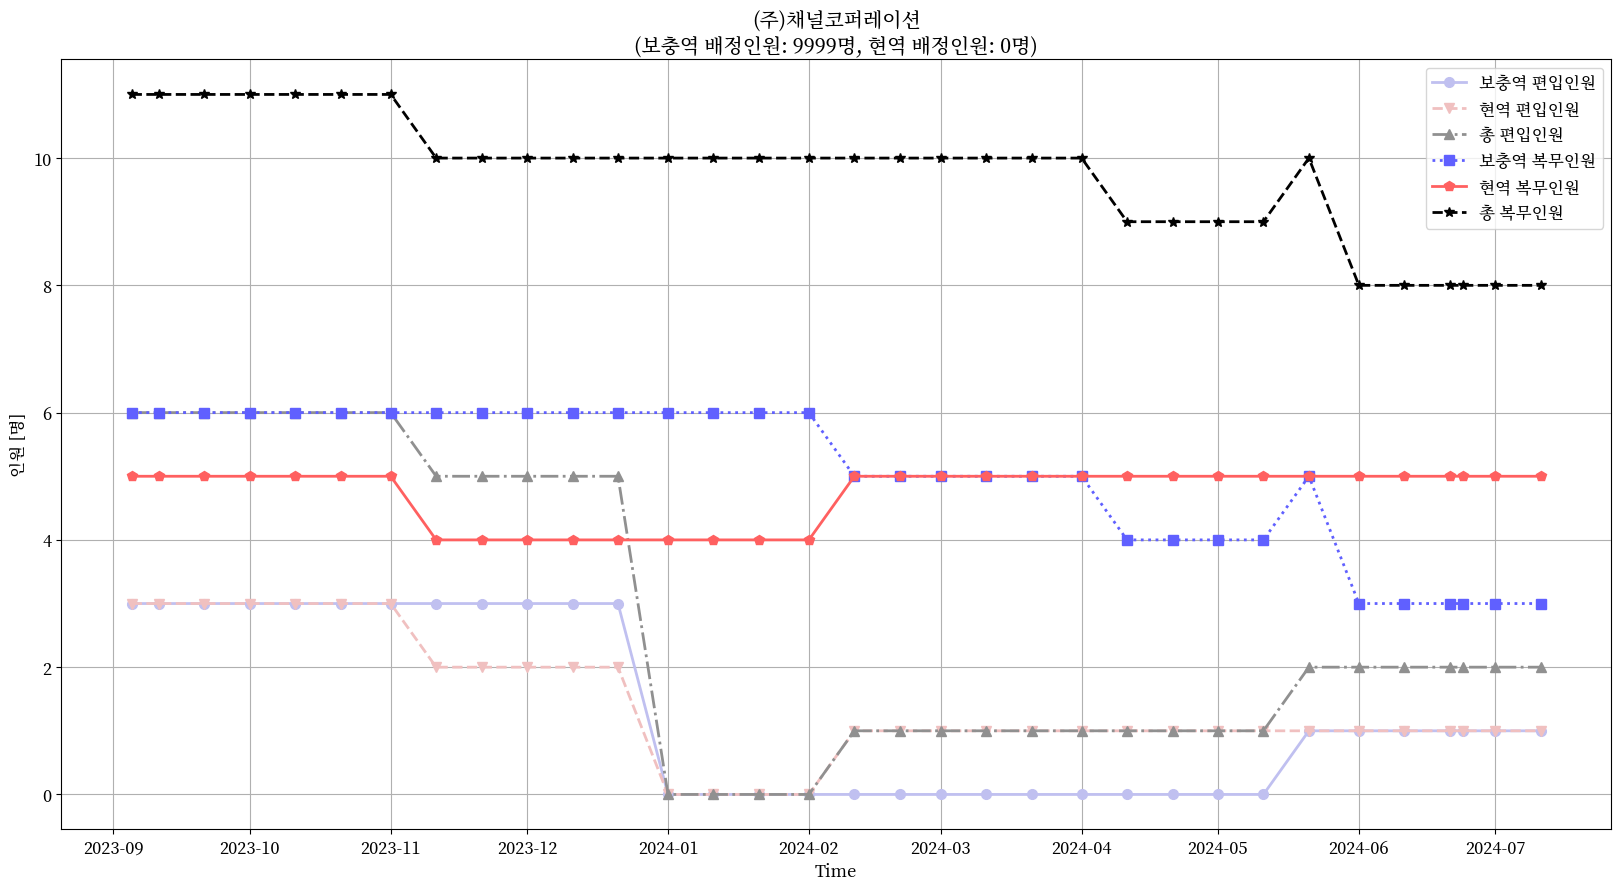 (주)채널코퍼레이션
(보충역 배정인원: 9999명, 현역 배정인원: 0명)
보충역 편입인원
현역 편입인원
총 편입인원
보충역 복무인원
현역 복무인원
총 복무인원
인원 [명]
10
8
6
4
2
0
2023-09
2023-10
2023-11
2023-12
2024-01
2024-02
2024-03
2024-04
2024-05
2024-06
2024-07
Time